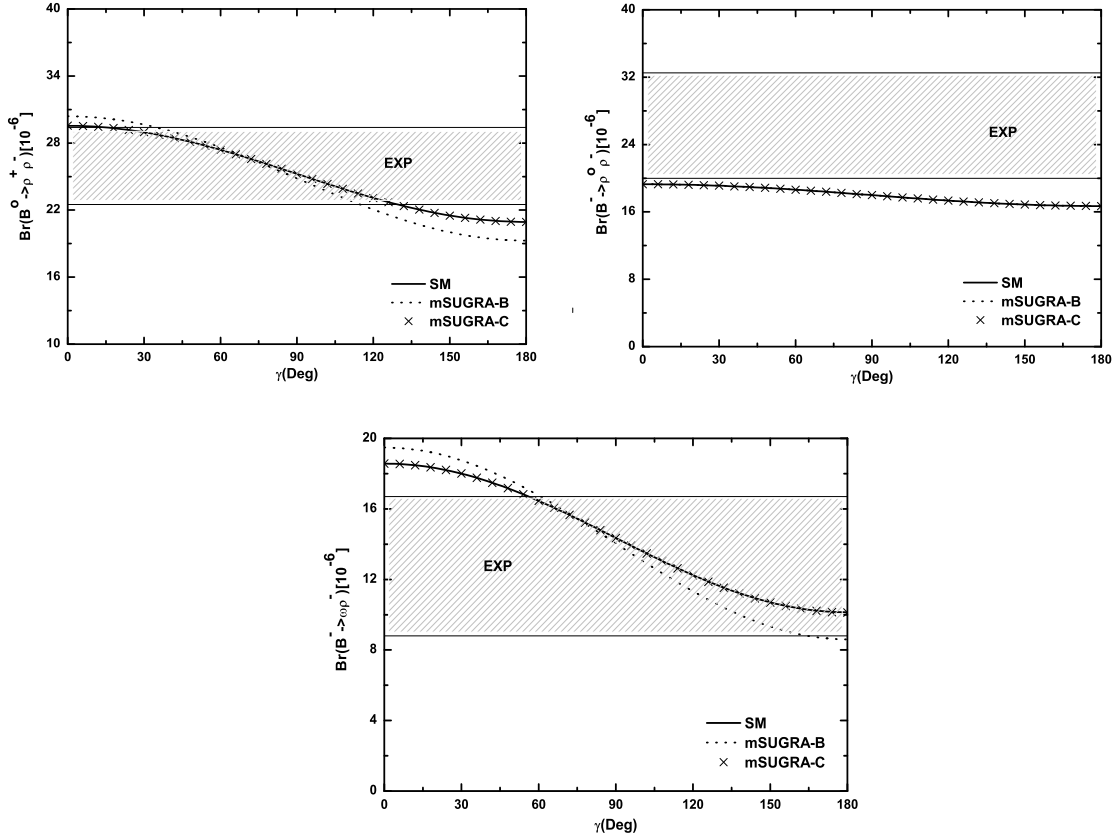 40
34
28
22
16
10
Br(B⁰->ρ⁺ρ⁻)[10⁻⁶]
EXP
SM
mSUGRA-B
mSUGRA-C
0 30 60 90 120 150 180
γ(Deg)
40
32
24
16
8
0
Br(B⁻->ρ⁰ρ⁻)[10⁻⁶]
EXP
SM
mSUGRA-B
mSUGRA-C
0 30 60 90 120 150 180
γ(Deg)
20
16
12
8
4
0
Br(B⁻->ωρ⁻)[10⁻⁶]
EXP
SM
mSUGRA-B
mSUGRA-C
0 30 60 90 120 150 180
γ(Deg)